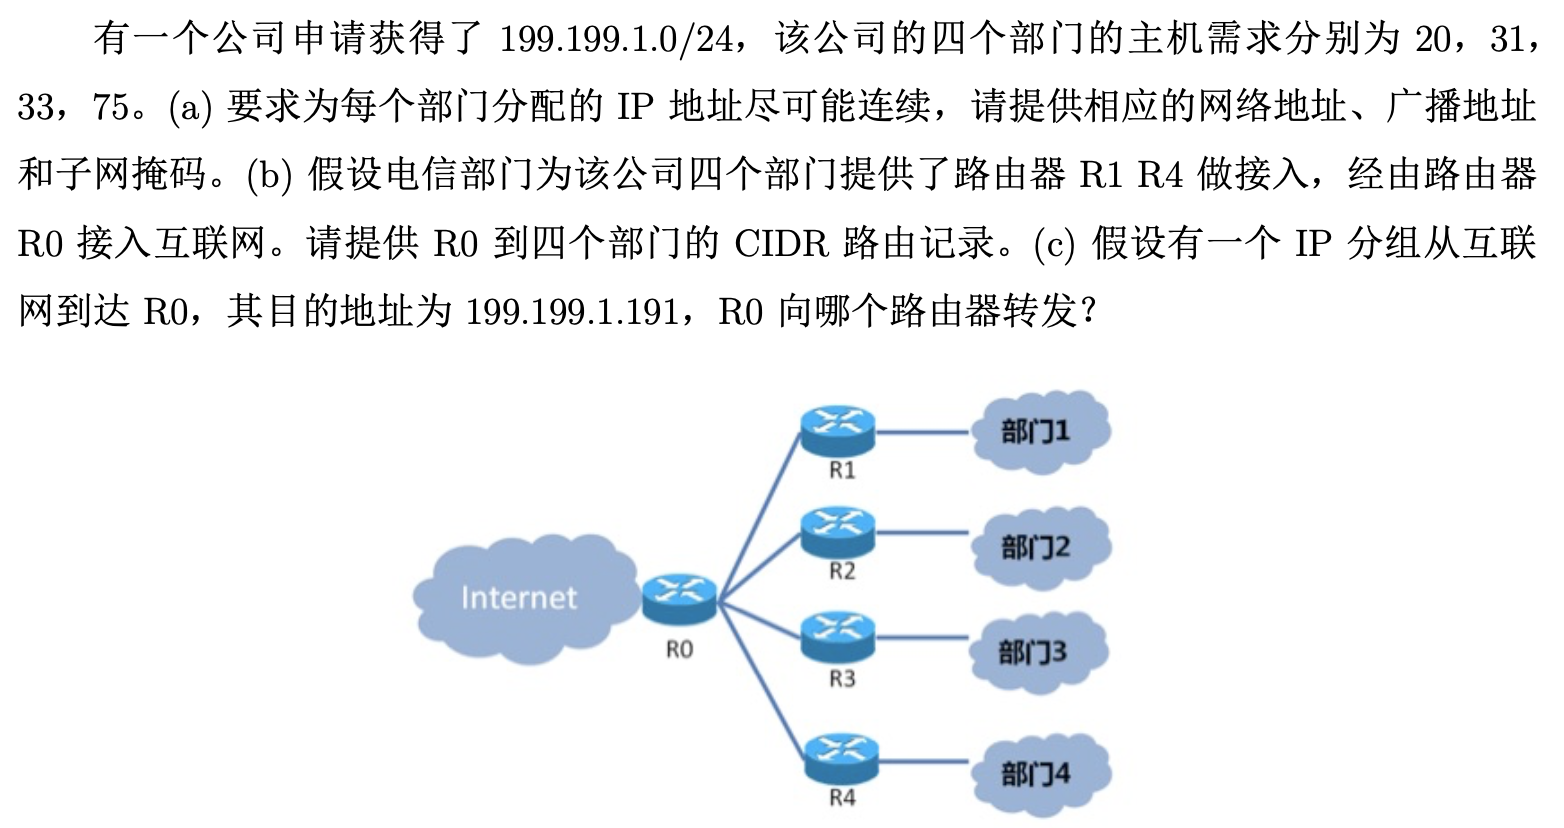 有一个公司申请获得了 199.199.1.0/24，该公司的四个部门的主机需求分别为 20，31，
33，75。(a) 要求为每个部门分配的 IP 地址尽可能连续，请提供相应的网络地址、广播地址
和子网掩码。(b) 假设电信部门为该公司四个部门提供了路由器 R1 R4 做接入，经由路由器
R0 接入互联网。请提供 R0 到四个部门的 CIDR 路由记录。(c) 假设有一个 IP 分组从互联
网到达 R0，其目的地址为 199.199.1.191，R0 向哪个路由器转发？
部门1
R1
部门2
R2
Internet
R0
部门3
R3
部门4
R4